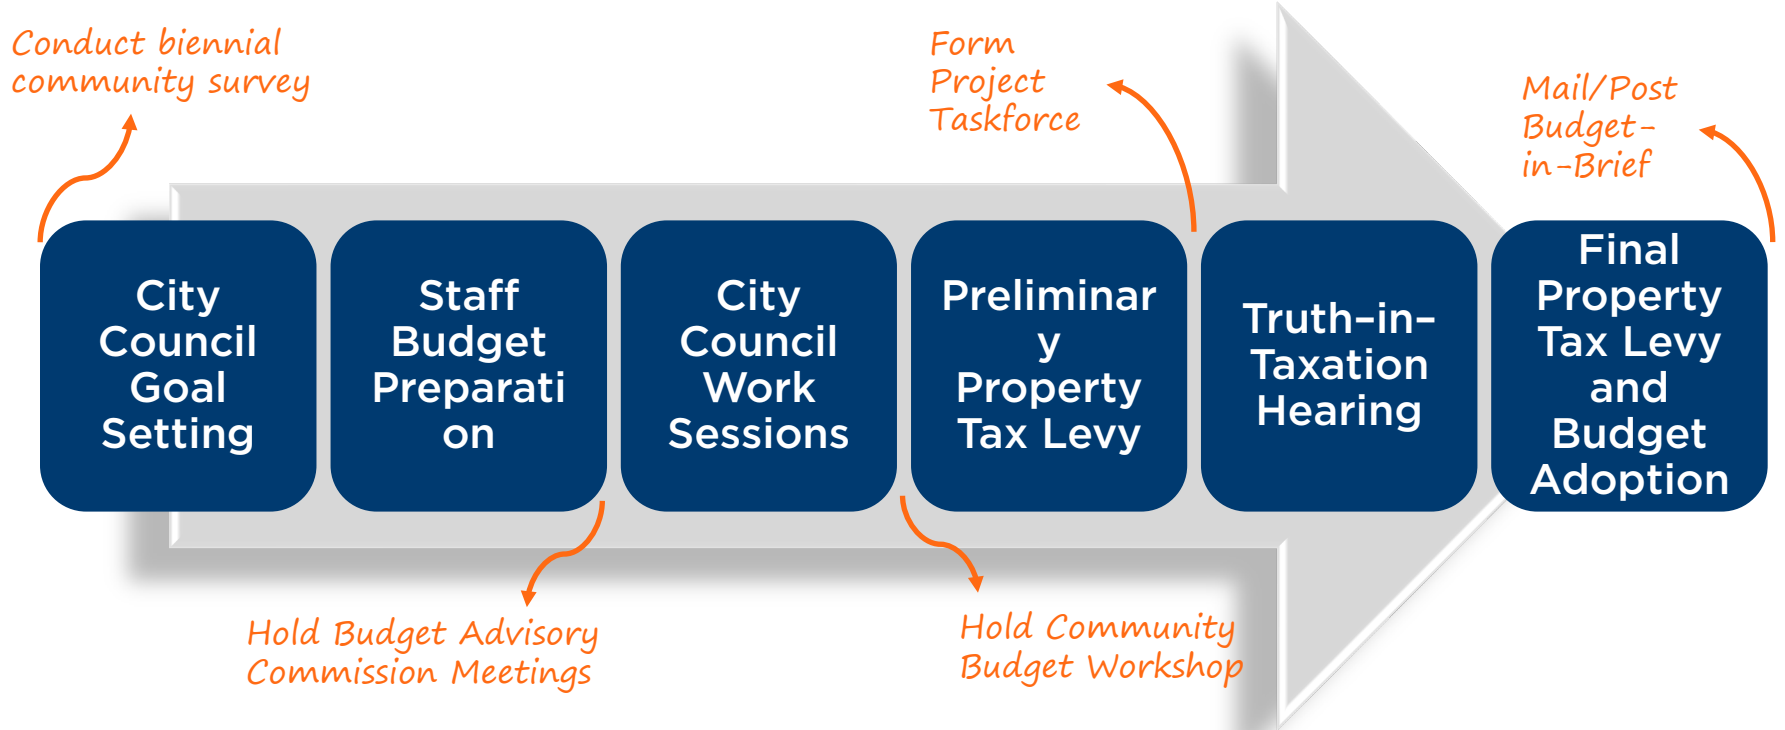 Conduct biennial
community survey
Form
Project
Taskforce
Mail/Post
Budget-
in-Brief
City
Council
Goal
Setting
Staff
Budget
Preparati
on
City
Council
Work
Sessions
Preliminar
y
Property
Tax Levy
Truth-in-
Taxation
Hearing
Final
Property
Tax Levy
and
Budget
Adoption
Hold Budget Advisory
Commission Meetings
Hold Community
Budget Workshop